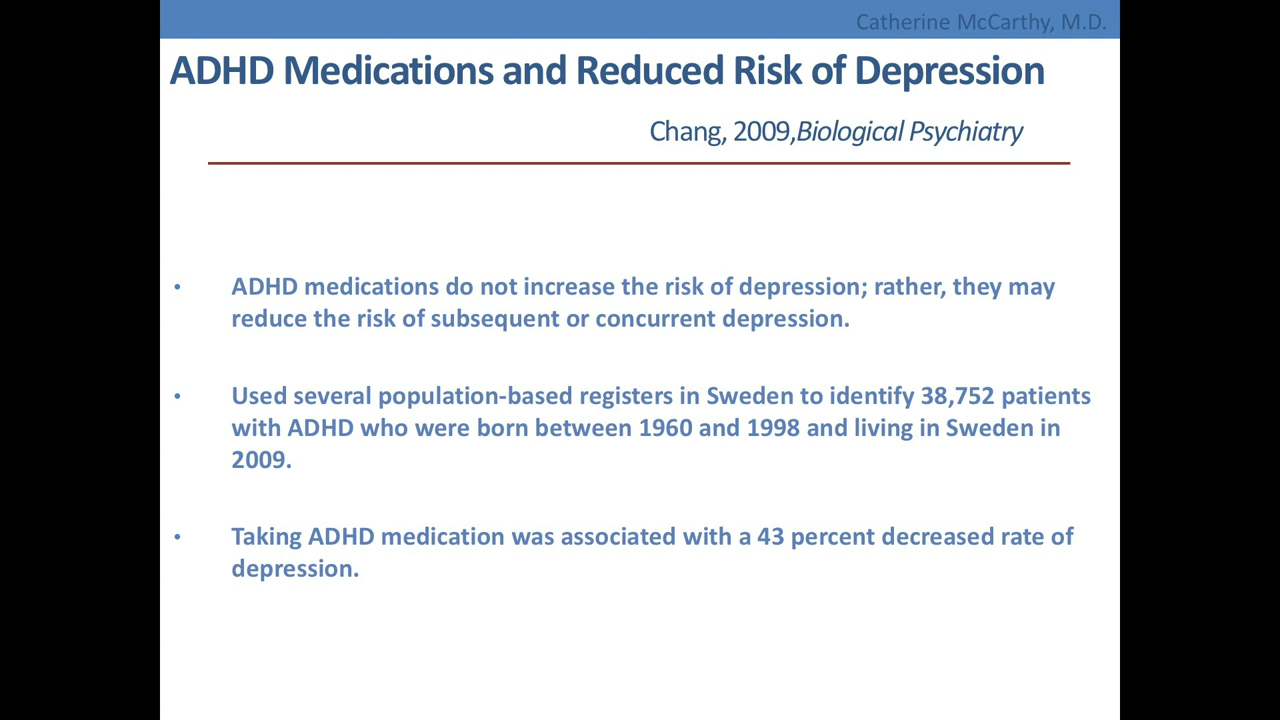 Catherine McCarthy, M.D.
ADHD Medications and Reduced Risk of Depression
Chang, 2009,Biological Psychiatry
• ADHD medications do not increase the risk of depression; rather, they may
reduce the risk of subsequent or concurrent depression.
• Used several population-based registers in Sweden to identify 38,752 patients
with ADHD who were born between 1960 and 1998 and living in Sweden in
2009.
• Taking ADHD medication was associated with a 43 percent decreased rate of
depression.